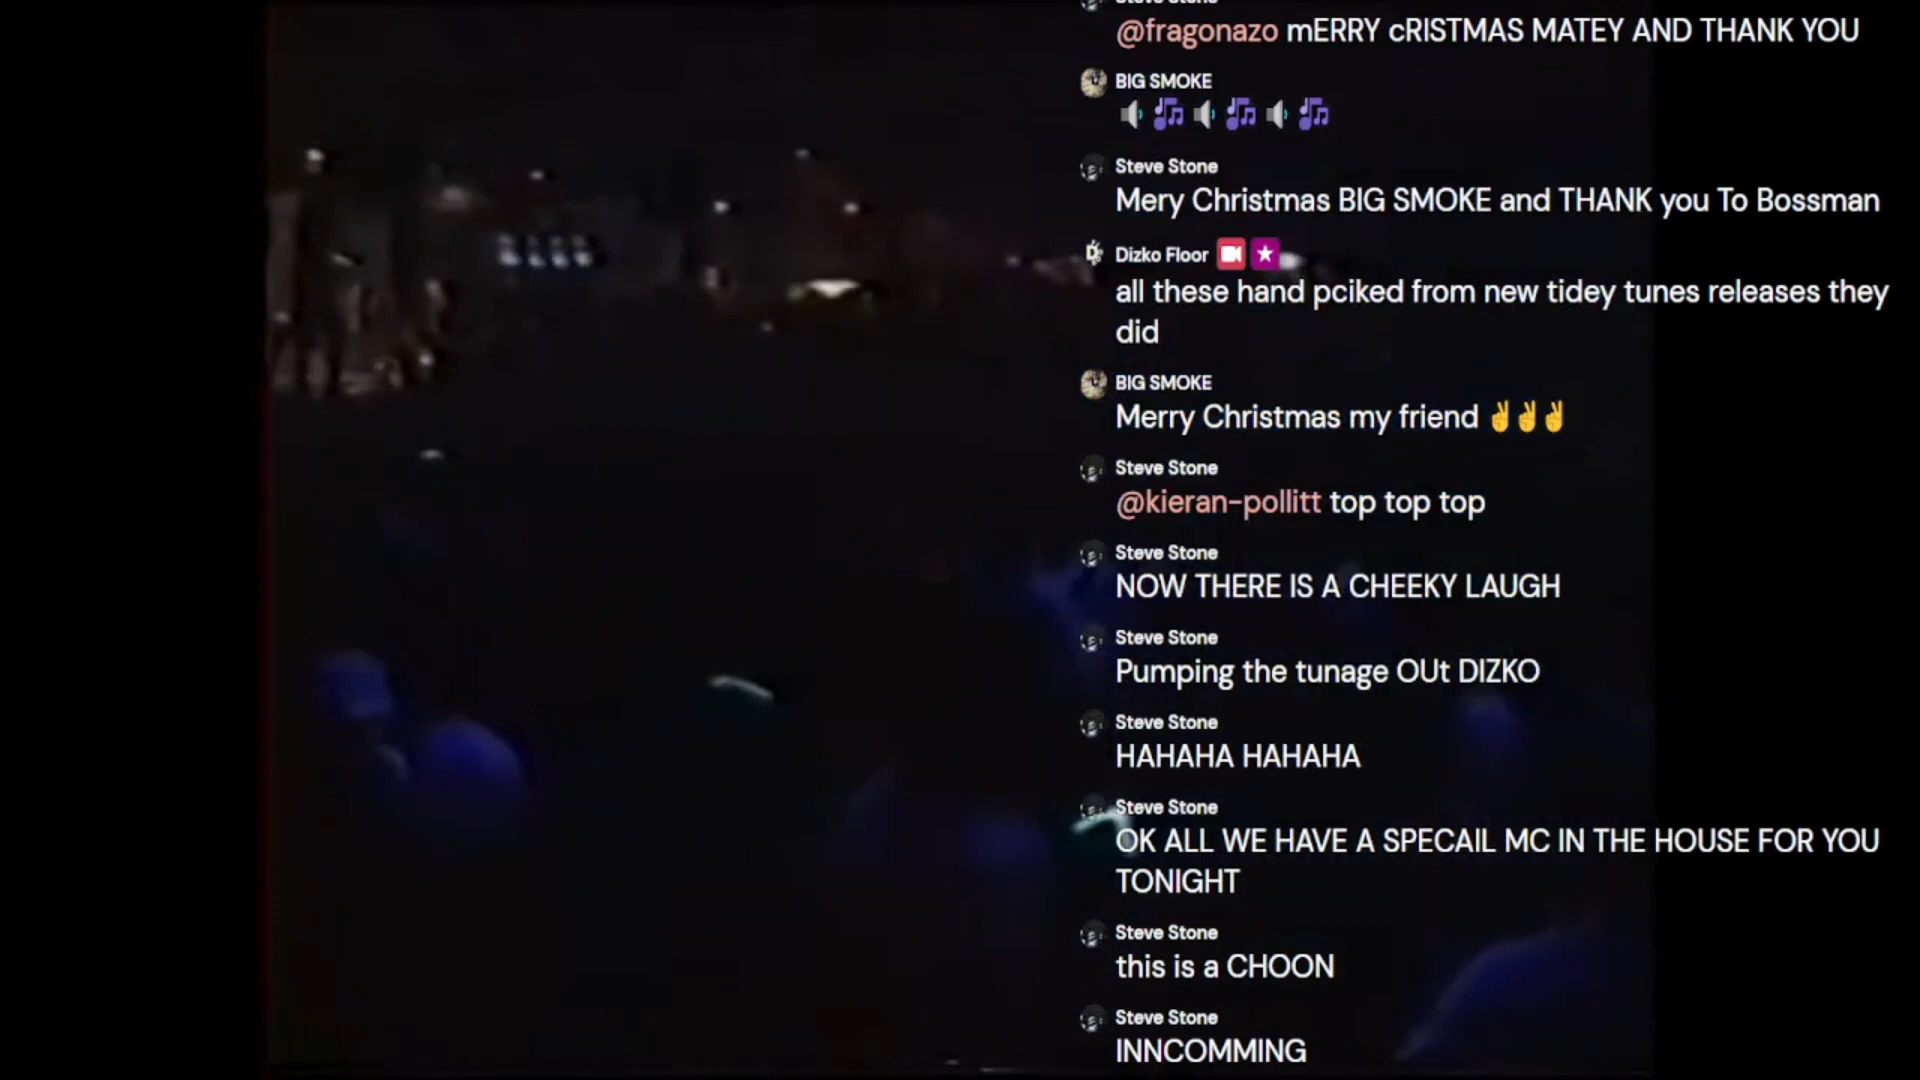 Steve Stone
@fragonazo mERRY cRISTMAS MATEY AND THANK YOU
BIG SMOKE
🔈🎶🔈🎶🔈🎶
Steve Stone
Mery Christmas BIG SMOKE and THANK you To Bossman
Dizko Floor
all these hand pciked from new tidey tunes releases they
did
BIG SMOKE
Merry Christmas my friend ✌️✌️✌️
Steve Stone
@kieran-pollitt top top top
Steve Stone
NOW THERE IS A CHEEKY LAUGH
Steve Stone
Pumping the tunage OUt DIZKO
Steve Stone
HAHAHA HAHAHA
Steve Stone
OK ALL WE HAVE A SPECAIL MC IN THE HOUSE FOR YOU
TONIGHT
Steve Stone
this is a CHOON
Steve Stone
INNCOMMING